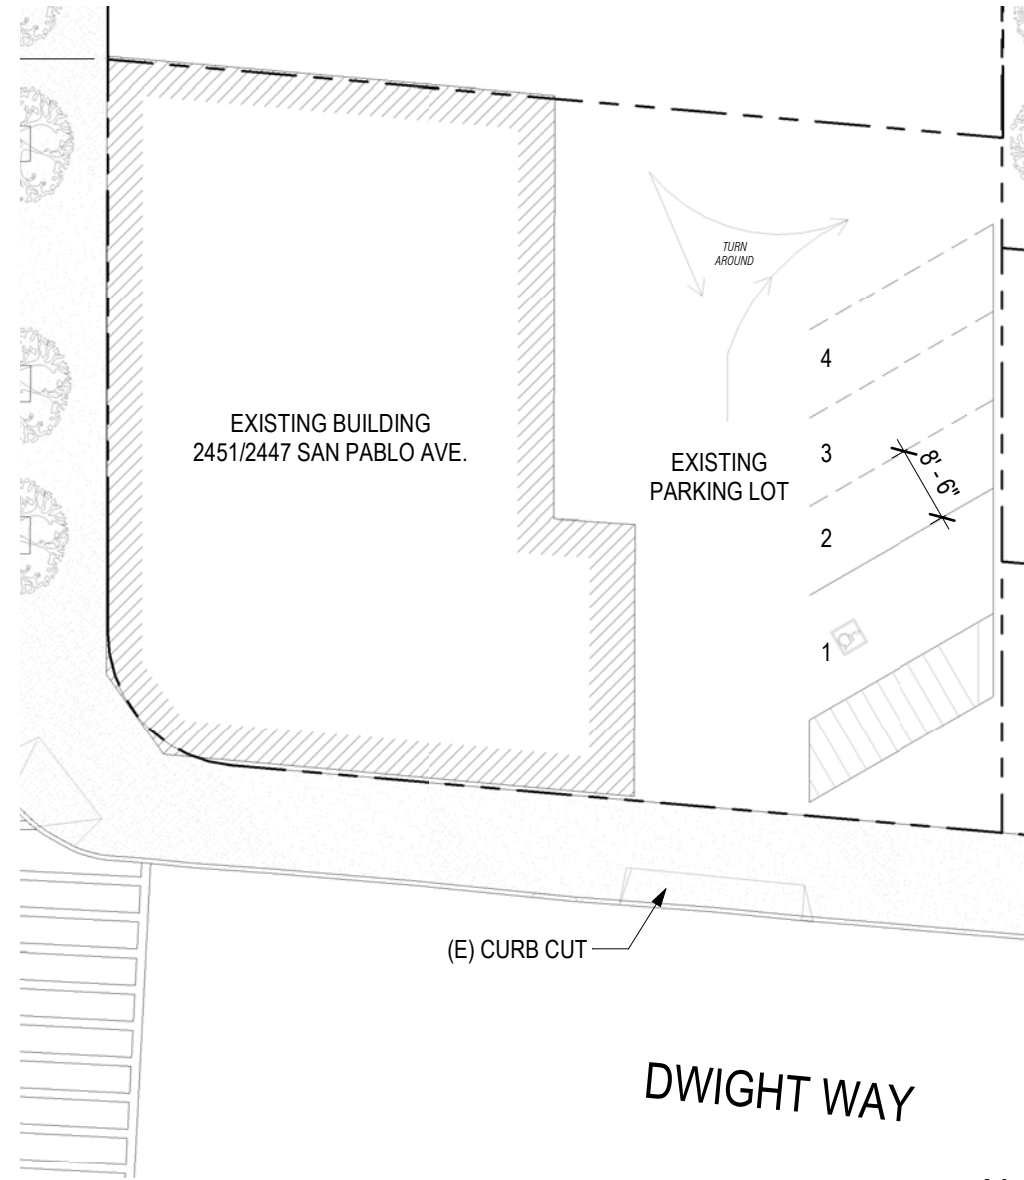 TURN
AROUND
4
EXISTING BUILDING
2451/2447 SAN PABLO AVE.
EXISTING
PARKING LOT
3
8' - 6"
2
1
(E) CURB CUT
DWIGHT WAY